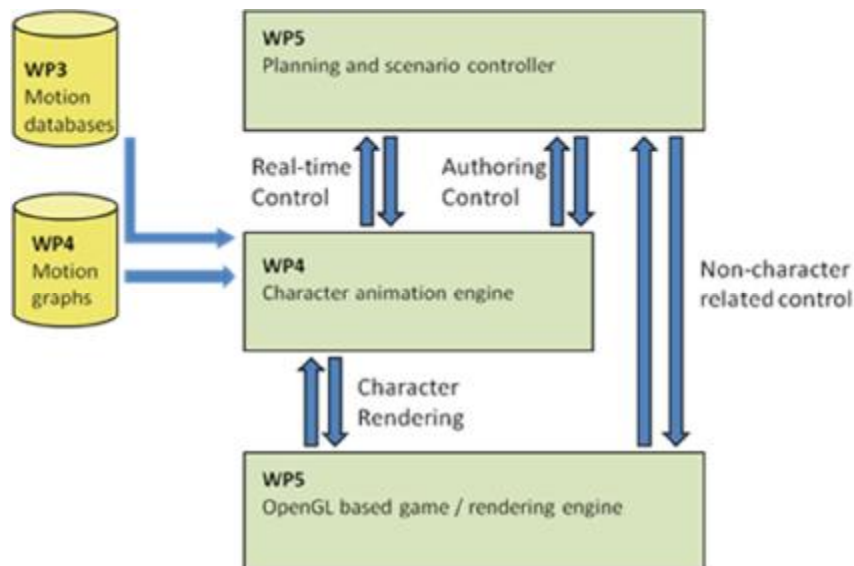 WP3
Motion
databases
WP5
Planning and scenario controller
Real-time
Control
Authoring
Control
WP4
Motion
graphs
WP4
Character animation engine
Non-character
related control
Character
Rendering
WP5
OpenGL based game / rendering engine